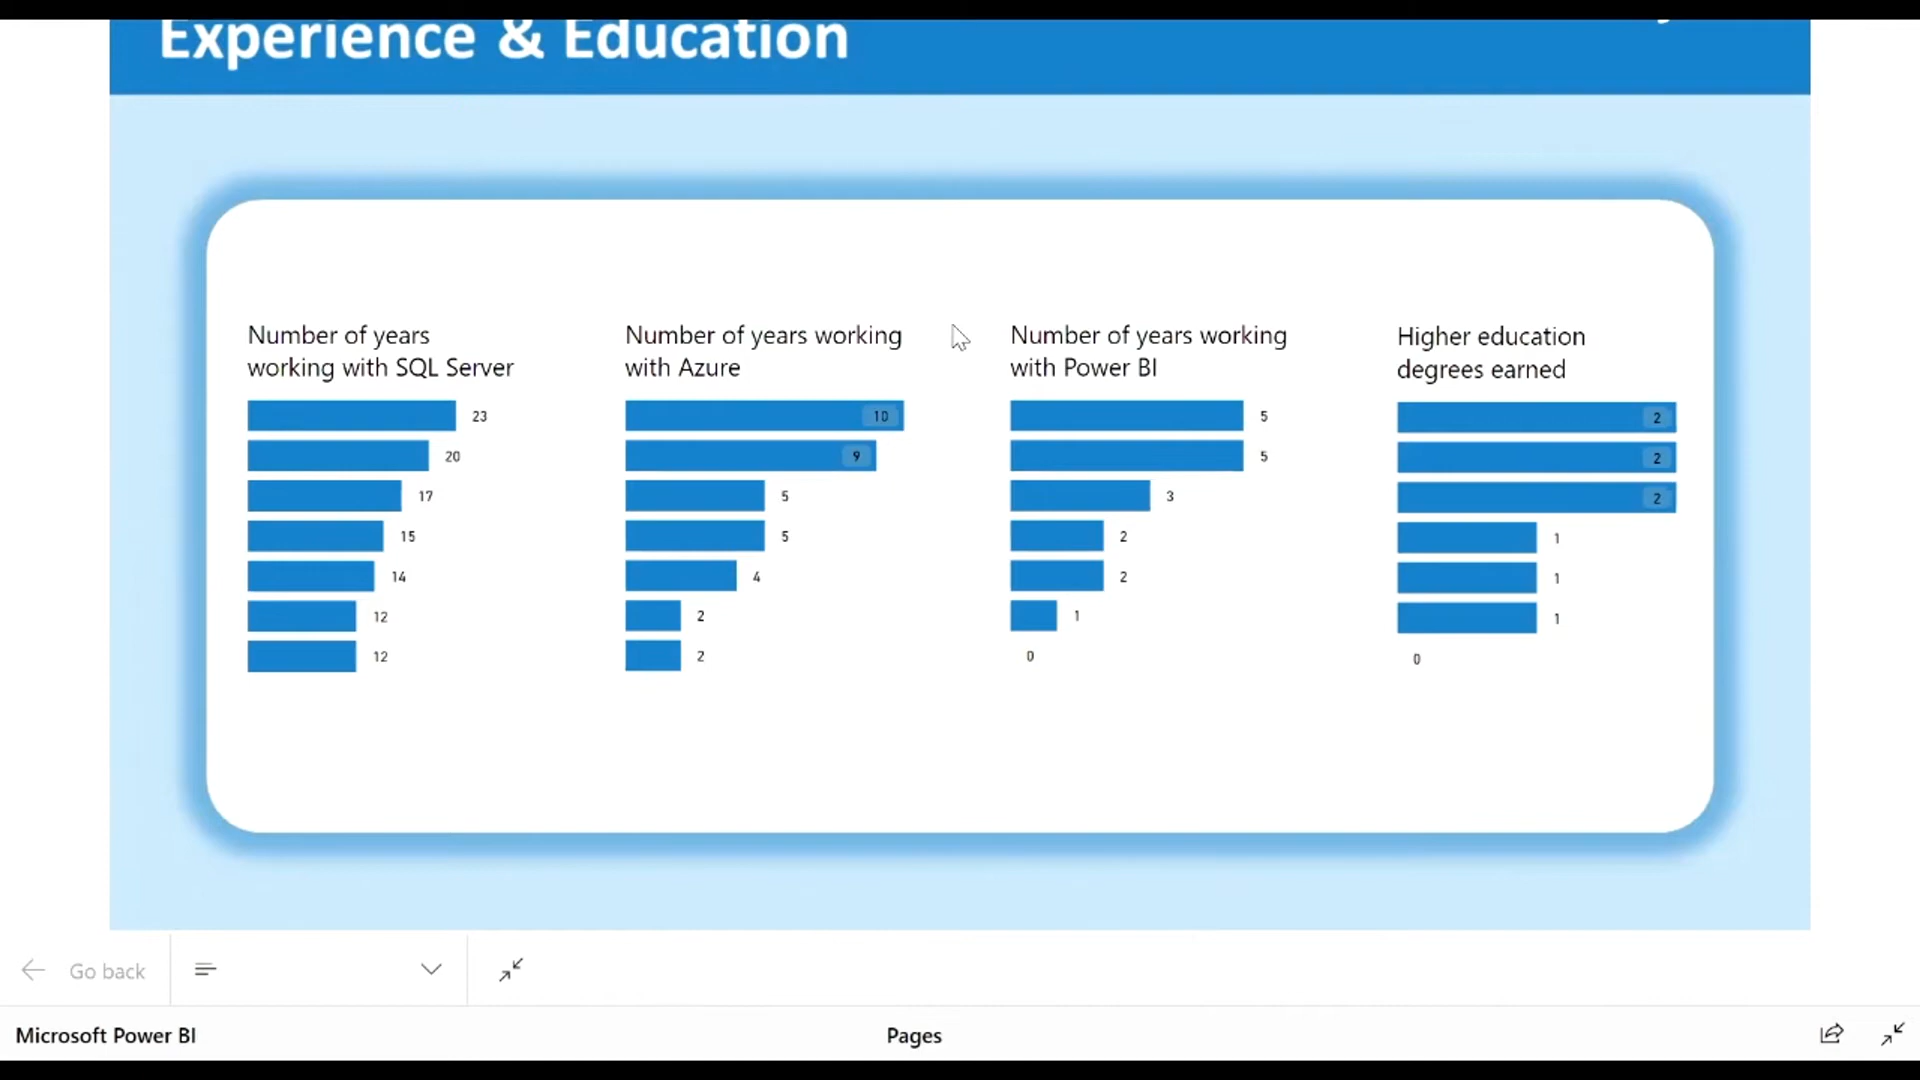 Experience & Education
Number of years
working with SQL Server
23
20
17
15
14
12
12
Number of years working
with Azure
10
9
5
5
4
2
2
Number of years working
with Power BI
5
5
3
2
2
1
0
Higher education
degrees earned
2
2
2
1
1
1
0
Go back
Microsoft Power BI
Pages